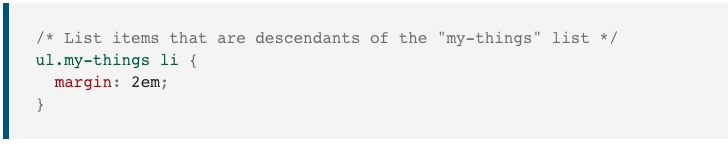 /* List items that are descendants of the "my-things" list */
ul.my-things li {
  margin: 2em;
}